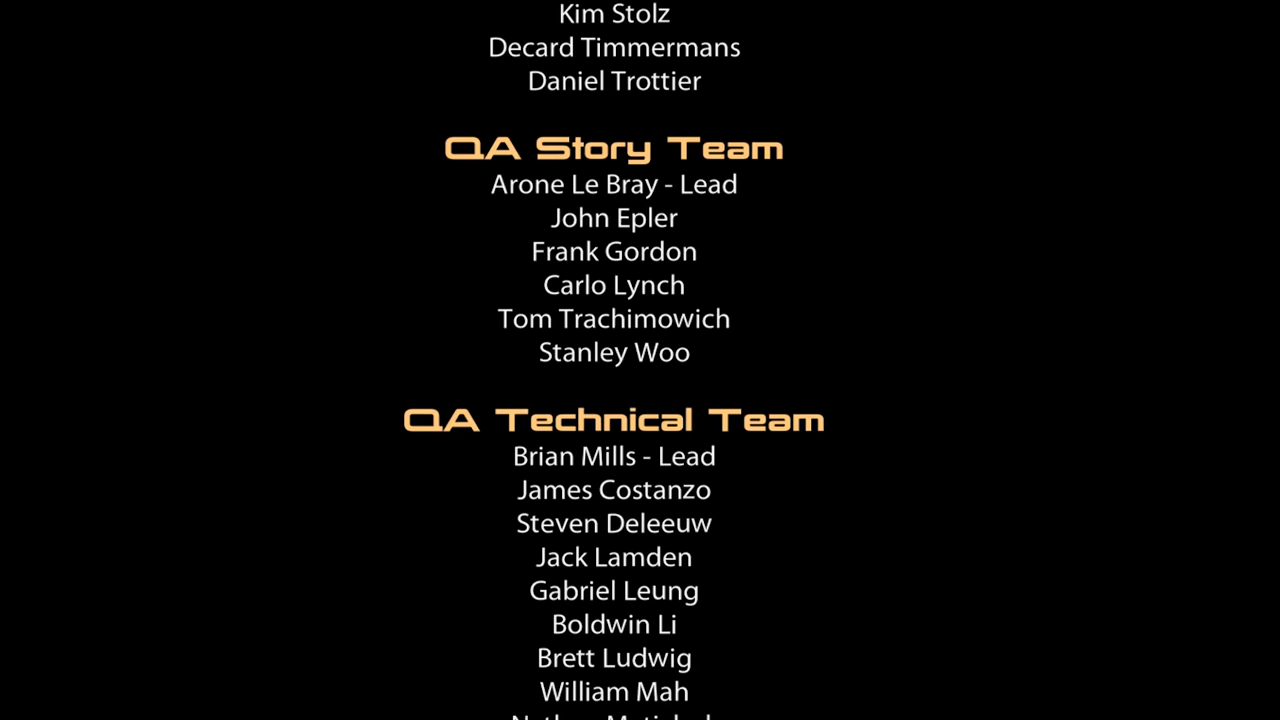 Kim Stolz
Decard Timmermans
Daniel Trottier
QA Story Team
Arone Le Bray - Lead
John Epler
Frank Gordon
Carlo Lynch
Tom Trachimowich
Stanley Woo
QA Technical Team
Brian Mills - Lead
James Costanzo
Steven Deleeuw
Jack Lamden
Gabriel Leung
Boldwin Li
Brett Ludwig
William Mah